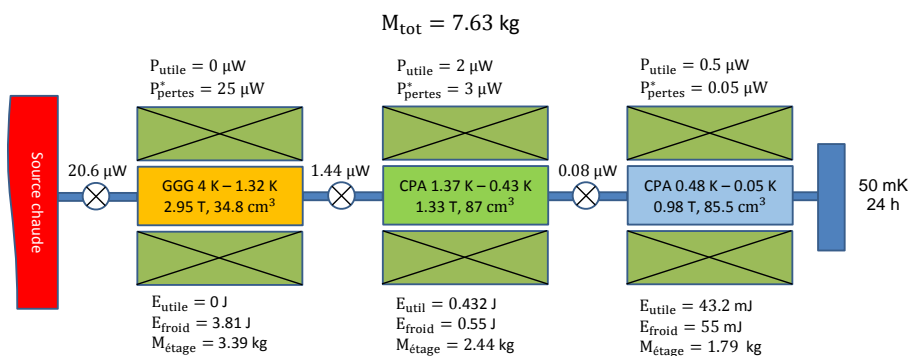 M_tot = 7.63 kg
P_utile = 0 µW
P*_pertes = 25 µW
P_utile = 2 µW
P*_pertes = 3 µW
P_utile = 0.5 µW
P*_pertes = 0.05 µW
Source chaude
20.6 µW
GGG 4 K – 1.32 K
2.95 T, 34.8 cm³
1.44 µW
CPA 1.37 K – 0.43 K
1.33 T, 87 cm³
0.08 µW
CPA 0.48 K – 0.05 K
0.98 T, 85.5 cm³
50 mK
24 h
E_utile = 0 J
E_froid = 3.81 J
M_étage = 3.39 kg
E_util = 0.432 J
E_froid = 0.55 J
M_étage = 2.44 kg
E_utile = 43.2 mJ
E_froid = 55 mJ
M_étage = 1.79 kg